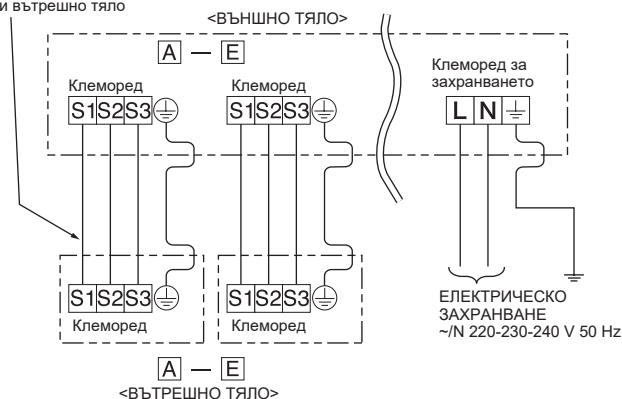 и вътрешно тяло
<ВЪНШНО ТЯЛО>
A — E
Клеморед
Клеморед
Клеморед за
захранването
S1 S2 S3
S1 S2 S3
L N
S1 S2 S3
S1 S2 S3
Клеморед
Клеморед
ЕЛЕКТРИЧЕСКО
ЗАХРАНВАНЕ
~/N 220-230-240 V 50 Hz
A — E
<ВЪТРЕШНО ТЯЛО>